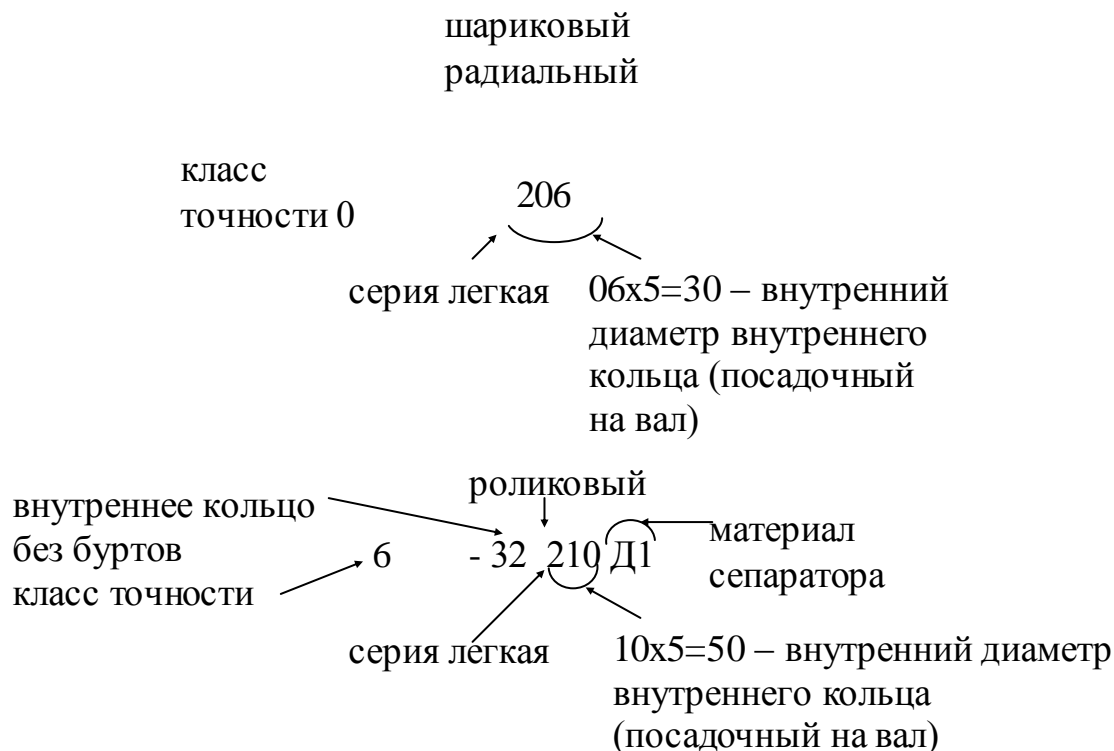 шариковый
радиальный
класс
точности 0
206
серия легкая
06х5=30 – внутренний
диаметр внутреннего
кольца (посадочный
на вал)
роликовый
внутреннее кольцо
без буртов
класс точности
6 - 32 210 Д1
материал
сепаратора
серия легкая
10х5=50 – внутренний диаметр
внутреннего кольца
(посадочный на вал)